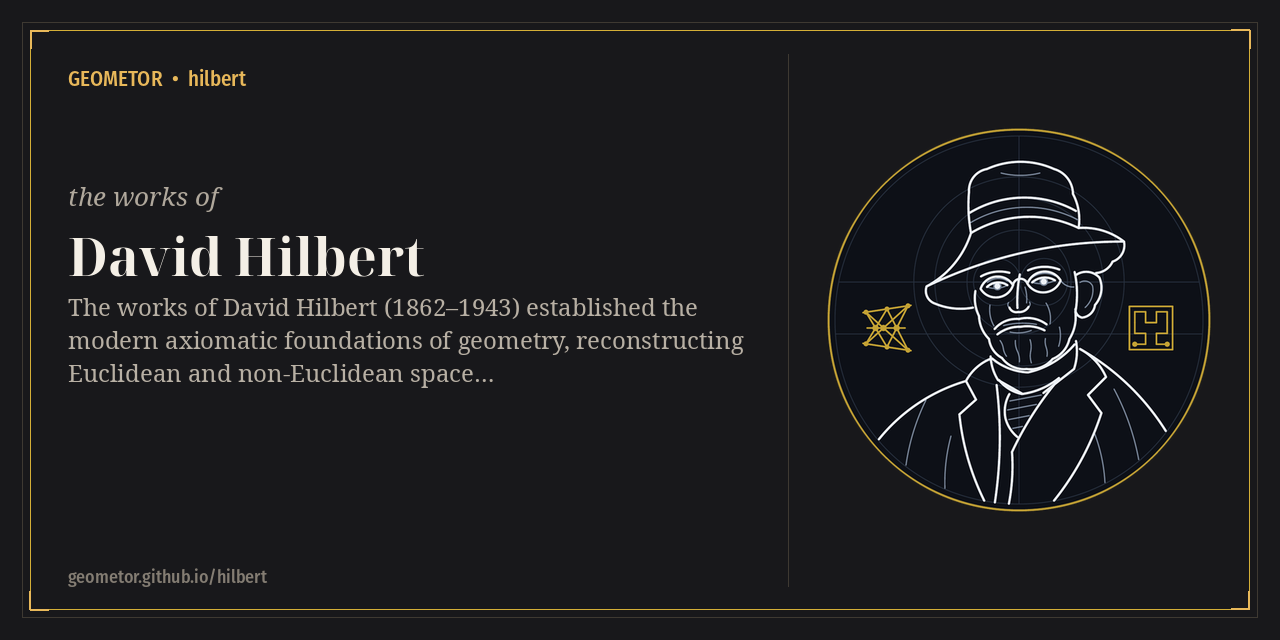 GEOMETOR • hilbert
the works of
David Hilbert
The works of David Hilbert (1862–1943) established the
modern axiomatic foundations of geometry, reconstructing
Euclidean and non-Euclidean space...
geometor.github.io/hilbert